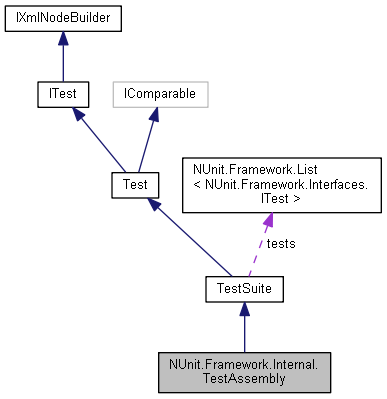 IXmlNodeBuilder
ITest
IComparable
Test
NUnit.Framework.List
< NUnit.Framework.Interfaces.
ITest >
tests
TestSuite
NUnit.Framework.Internal.
TestAssembly